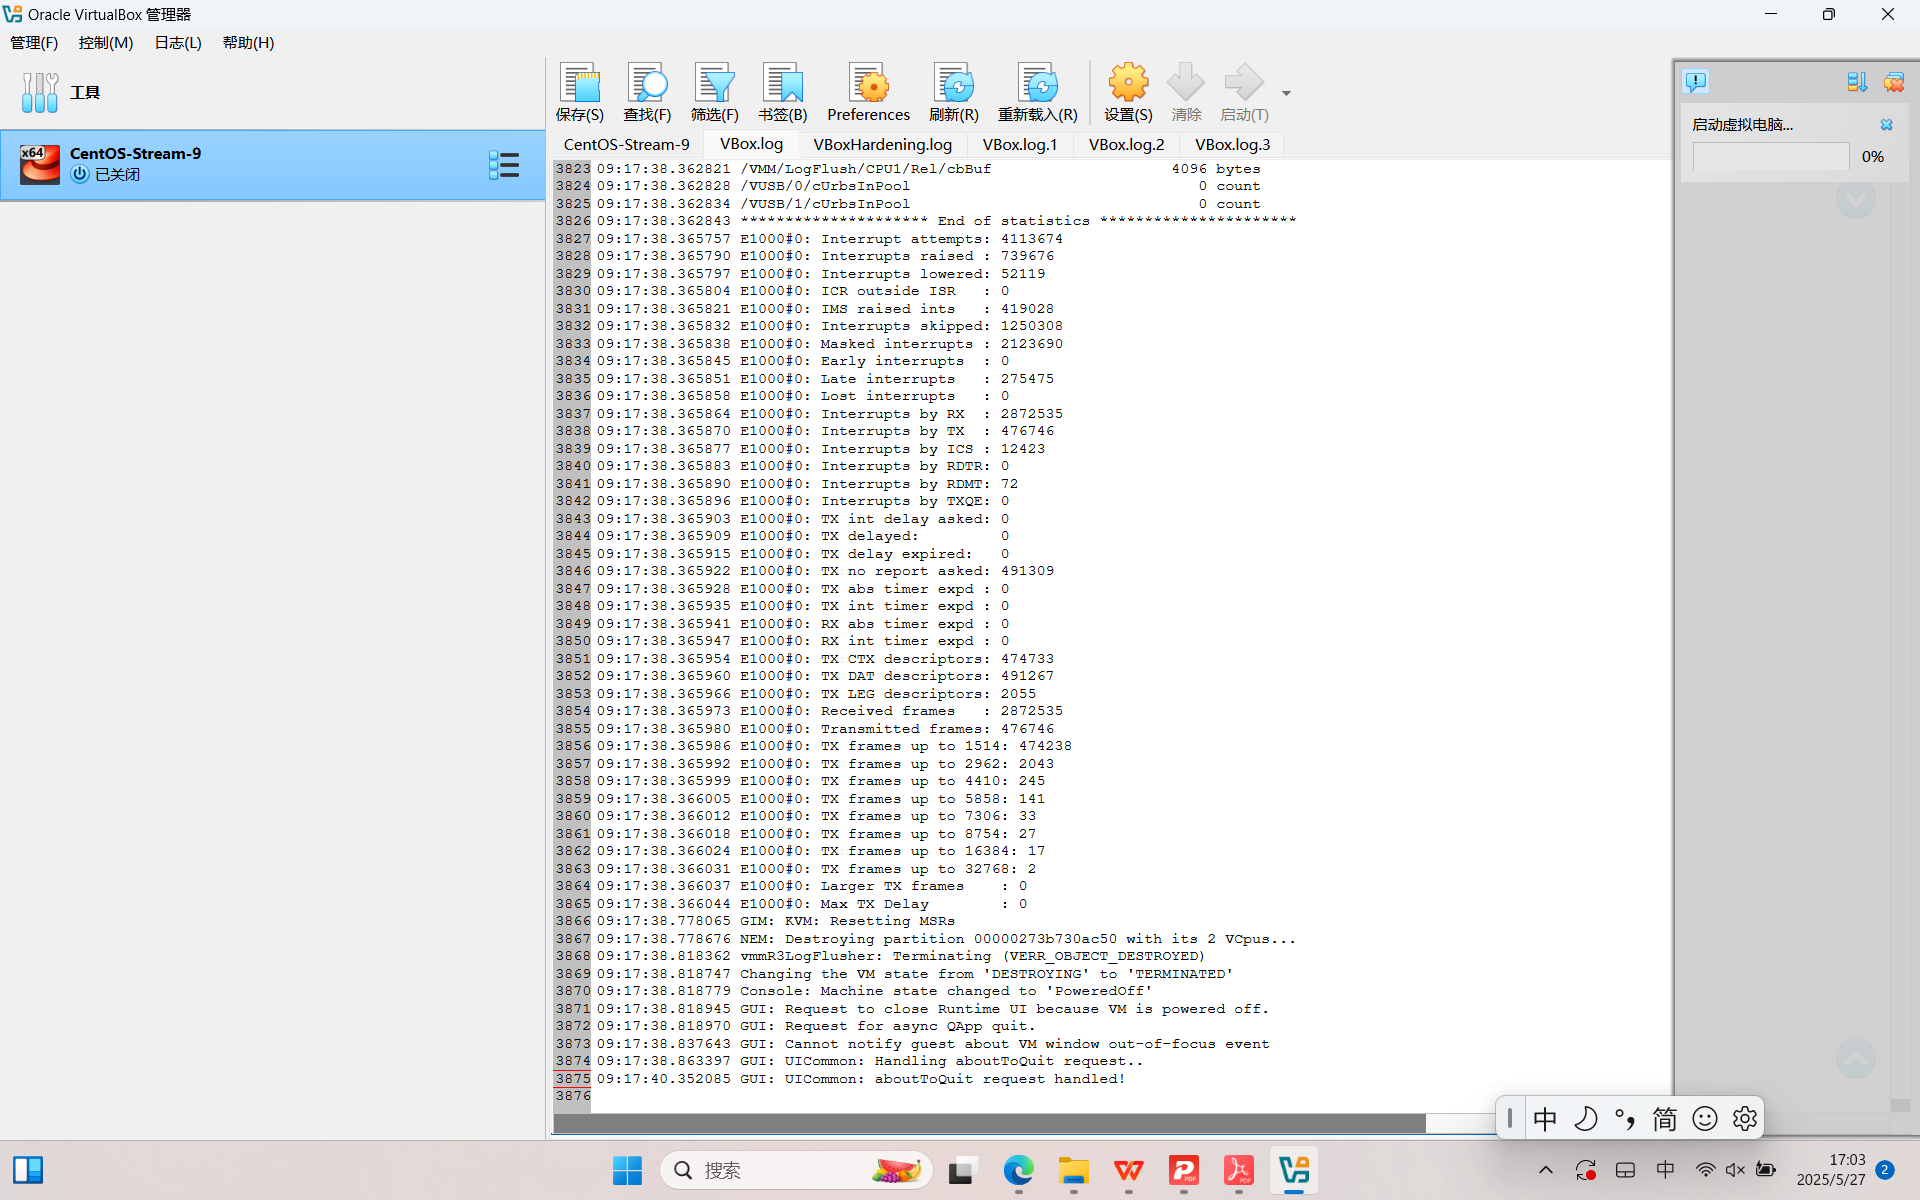 Oracle VirtualBox 管理器
管理(F) 控制(M) 日志(L) 帮助(H)
工具
x64 CentOS-Stream-9
已关闭
保存(S) 查找(F) 筛选(F) 书签(B) Preferences 刷新(R) 重新载入(R) 设置(S) 清除 启动(T)
CentOS-Stream-9 VBox.log VBoxHardening.log VBox.log.1 VBox.log.2 VBox.log.3
3823 09:17:38.362821 /VMM/LogFlush/CPU1/Rel/cbBuf 4096 bytes
3824 09:17:38.362828 /VUSB/0/cUrbsInPool 0 count
3825 09:17:38.362834 /VUSB/1/cUrbsInPool 0 count
3826 09:17:38.362843 ********************* End of statistics **********************
3827 09:17:38.365757 E1000#0: Interrupt attempts: 4113674
3828 09:17:38.365790 E1000#0: Interrupts raised : 739676
3829 09:17:38.365797 E1000#0: Interrupts lowered: 52119
3830 09:17:38.365804 E1000#0: ICR outside ISR : 0
3831 09:17:38.365821 E1000#0: IMS raised ints : 419028
3832 09:17:38.365832 E1000#0: Interrupts skipped: 1250308
3833 09:17:38.365838 E1000#0: Masked interrupts : 2123690
3834 09:17:38.365845 E1000#0: Early interrupts : 0
3835 09:17:38.365851 E1000#0: Late interrupts : 275475
3836 09:17:38.365858 E1000#0: Lost interrupts : 0
3837 09:17:38.365864 E1000#0: Interrupts by RX : 2872535
3838 09:17:38.365870 E1000#0: Interrupts by TX : 476746
3839 09:17:38.365877 E1000#0: Interrupts by ICS : 12423
3840 09:17:38.365883 E1000#0: Interrupts by RDTR: 0
3841 09:17:38.365890 E1000#0: Interrupts by RDMT: 72
3842 09:17:38.365896 E1000#0: Interrupts by TXQE: 0
3843 09:17:38.365903 E1000#0: TX int delay asked: 0
3844 09:17:38.365909 E1000#0: TX delayed: 0
3845 09:17:38.365915 E1000#0: TX delay expired: 0
3846 09:17:38.365922 E1000#0: TX no report asked: 491309
3847 09:17:38.365928 E1000#0: TX abs timer expd : 0
3848 09:17:38.365935 E1000#0: TX int timer expd : 0
3849 09:17:38.365941 E1000#0: RX abs timer expd : 0
3850 09:17:38.365947 E1000#0: RX int timer expd : 0
3851 09:17:38.365954 E1000#0: TX CTX descriptors: 474733
3852 09:17:38.365960 E1000#0: TX DAT descriptors: 491267
3853 09:17:38.365966 E1000#0: TX LEG descriptors: 2055
3854 09:17:38.365973 E1000#0: Received frames : 2872535
3855 09:17:38.365980 E1000#0: Transmitted frames: 476746
3856 09:17:38.365986 E1000#0: TX frames up to 1514: 474238
3857 09:17:38.365992 E1000#0: TX frames up to 2962: 2043
3858 09:17:38.365999 E1000#0: TX frames up to 4410: 245
3859 09:17:38.366005 E1000#0: TX frames up to 5858: 141
3860 09:17:38.366012 E1000#0: TX frames up to 7306: 33
3861 09:17:38.366018 E1000#0: TX frames up to 8754: 27
3862 09:17:38.366024 E1000#0: TX frames up to 16384: 17
3863 09:17:38.366031 E1000#0: TX frames up to 32768: 2
3864 09:17:38.366037 E1000#0: Larger TX frames : 0
3865 09:17:38.366044 E1000#0: Max TX Delay : 0
3866 09:17:38.778065 GIM: KVM: Resetting MSRs
3867 09:17:38.778676 NEM: Destroying partition 00000273b730ac50 with its 2 VCpus...
3868 09:17:38.818362 vmmR3LogFlusher: Terminating (VERR_OBJECT_DESTROYED)
3869 09:17:38.818747 Changing the VM state from 'DESTROYING' to 'TERMINATED'
3870 09:17:38.818779 Console: Machine state changed to 'PoweredOff'
3871 09:17:38.818945 GUI: Request to close Runtime UI because VM is powered off.
3872 09:17:38.818970 GUI: Request for async QApp quit.
3873 09:17:38.837643 GUI: Cannot notify guest about VM window out-of-focus event
3874 09:17:38.863397 GUI: UICommon: Handling aboutToQuit request..
3875 09:17:40.352085 GUI: UICommon: aboutToQuit request handled!
3876
启动虚拟电脑...
0%
中 简
搜索
中
17:03
2025/5/27
2